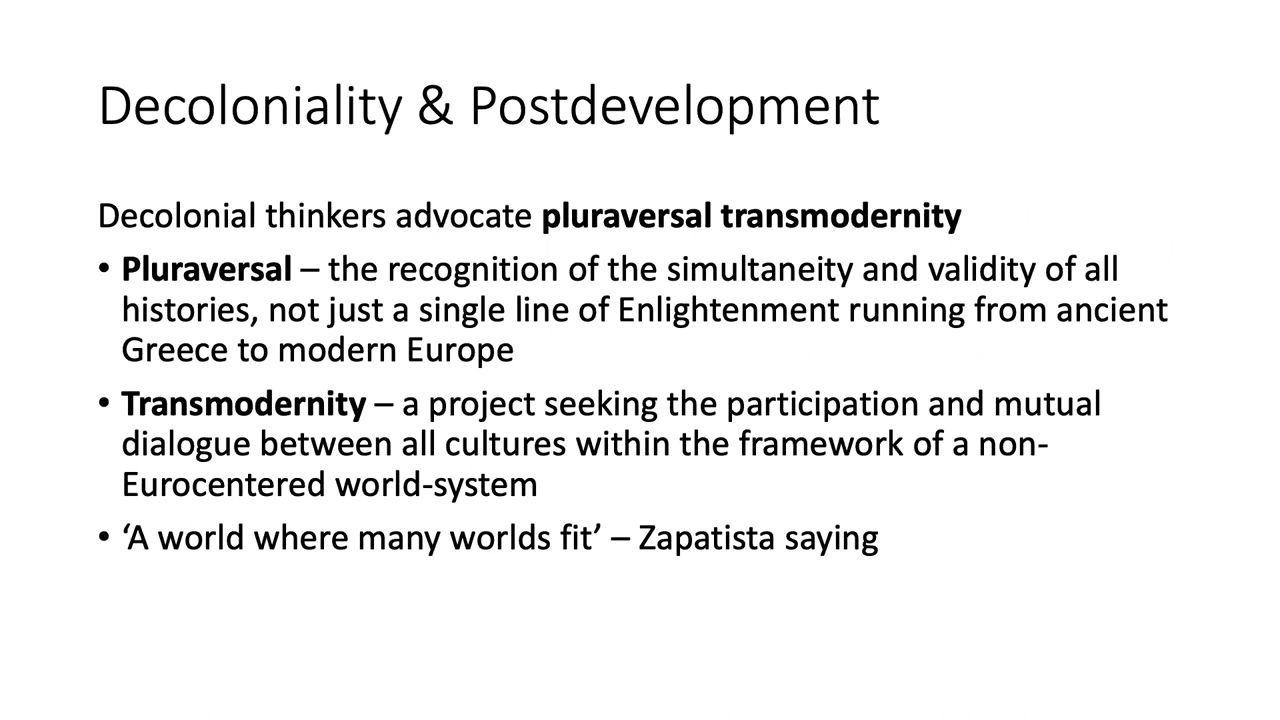 Decoloniality & Postdevelopment
Decolonial thinkers advocate pluraversal transmodernity
• Pluraversal – the recognition of the simultaneity and validity of all
histories, not just a single line of Enlightenment running from ancient
Greece to modern Europe
• Transmodernity – a project seeking the participation and mutual
dialogue between all cultures within the framework of a non-
Eurocentered world-system
• ‘A world where many worlds fit’ – Zapatista saying